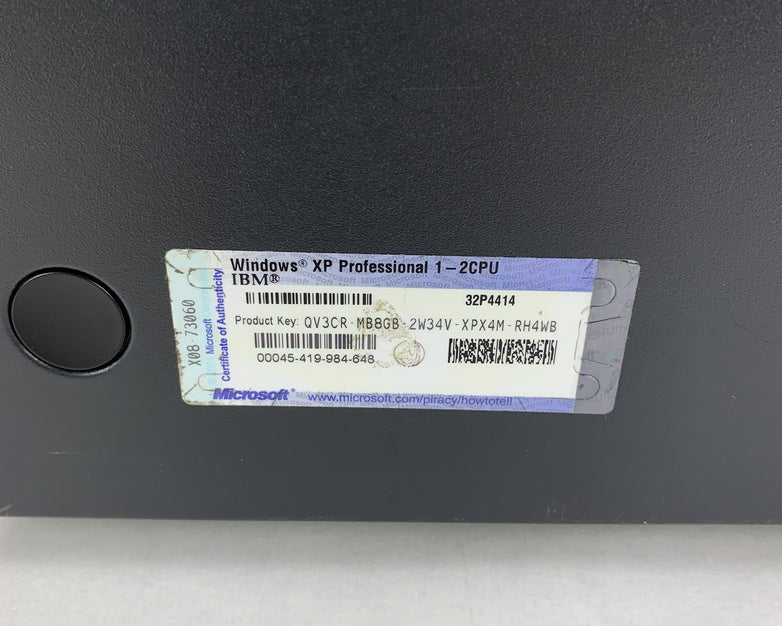 Windows® XP Professional 1-2CPU
IBM®
32P4414
Product Key: QV3CR-MB8GB-2W34V-XPX4M-RH4WB
00045-419-984-648
Microsoft® www.microsoft.com/piracy/howtotell
X08-73060
Microsoft
Certificate of Authenticity